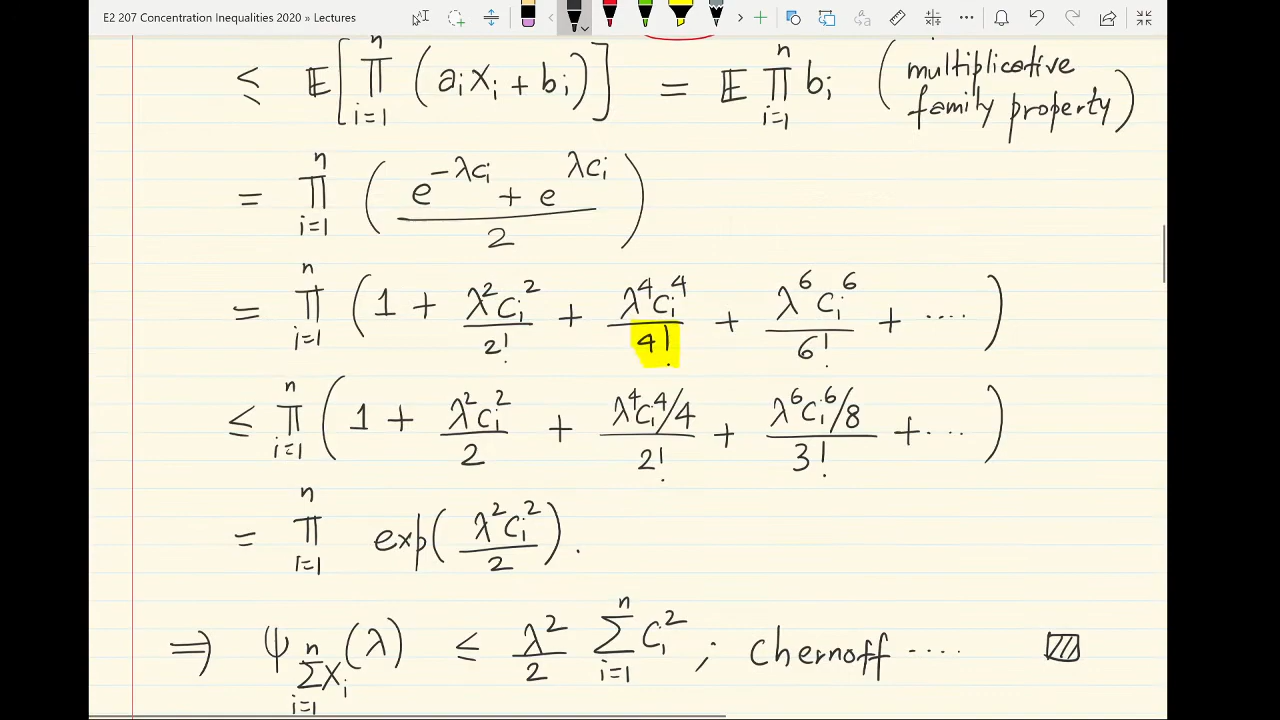 E2 207 Concentration Inequalities 2020 » Lectures
≤ 𝔼[∏_{i=1}^{n} (a_i X_i + b_i)] = 𝔼 ∏_{i=1}^{n} b_i (multiplicative family property)
= ∏_{i=1}^{n} ( (e^{-λc_i} + e^{λc_i}) / 2 )
= ∏_{i=1}^{n} ( 1 + λ²c_i²/2! + λ⁴c_i⁴/4! + λ⁶c_i⁶/6! + ···· )
≤ ∏_{i=1}^{n} ( 1 + λ²c_i²/2 + (λ⁴c_i⁴/4)/2! + (λ⁶c_i⁶/8)/3! + ··· )
= ∏_{i=1}^{n} exp( λ²c_i²/2 ).
⇒ ψ_{∑_{i=1}^{n} X_i}(λ) ≤ λ²/2 ∑_{i=1}^{n} c_i² ; Chernoff ····